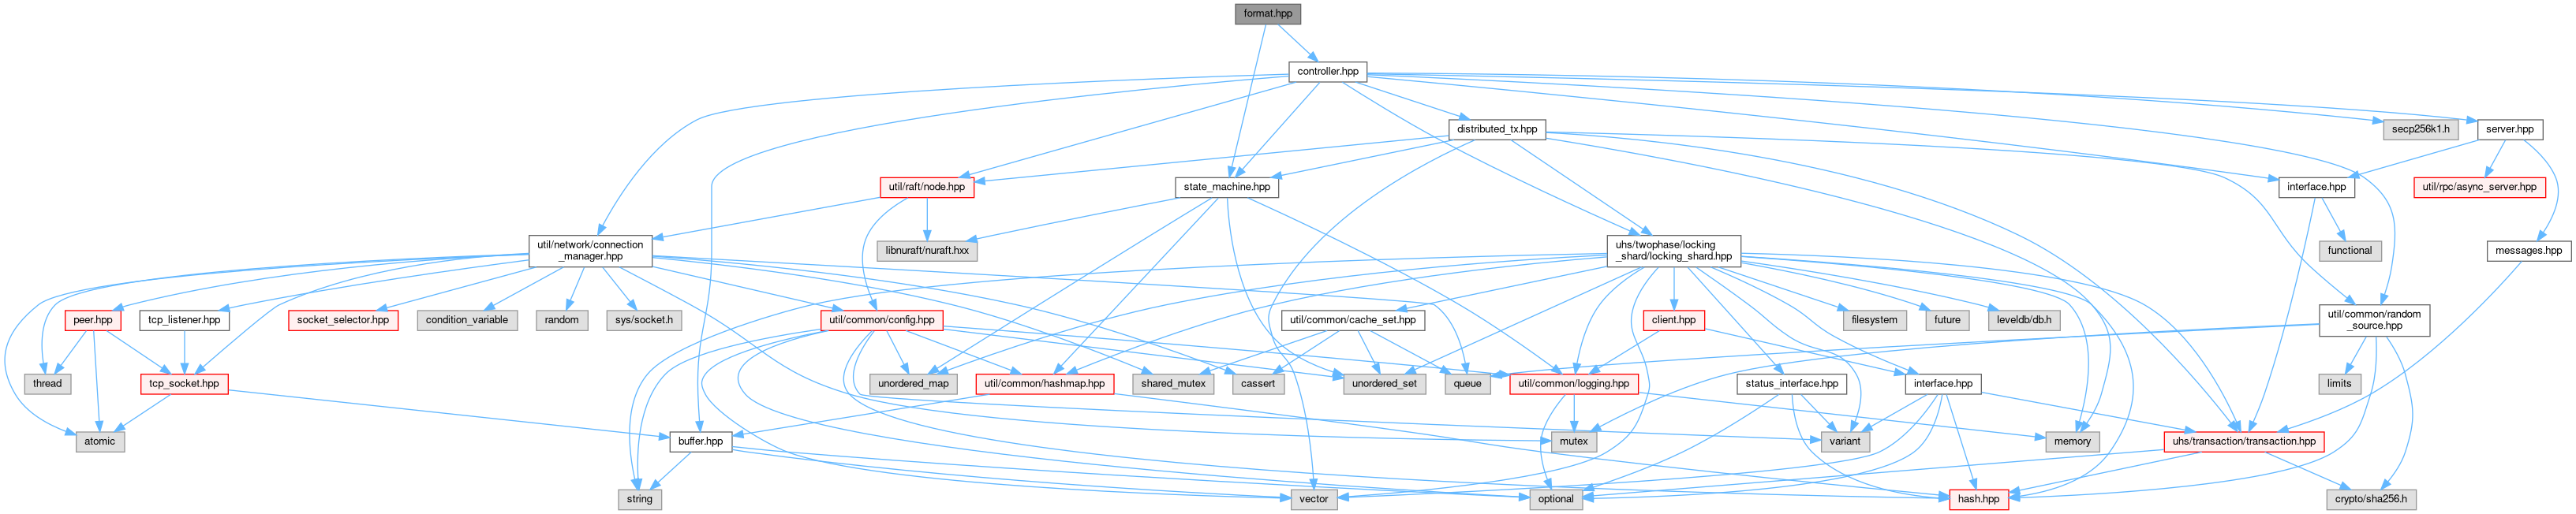 format.hpp
controller.hpp
distributed_tx.hpp
secp256k1.h
server.hpp
util/raft/node.hpp
state_machine.hpp
interface.hpp
util/rpc/async_server.hpp
util/network/connection
_manager.hpp
libnuraft/nuraft.hxx
uhs/twophase/locking
_shard/locking_shard.hpp
functional
messages.hpp
peer.hpp
tcp_listener.hpp
socket_selector.hpp
condition_variable
random
sys/socket.h
util/common/config.hpp
util/common/cache_set.hpp
client.hpp
filesystem
future
leveldb/db.h
util/common/random
_source.hpp
thread
tcp_socket.hpp
unordered_map
util/common/hashmap.hpp
shared_mutex
cassert
unordered_set
queue
util/common/logging.hpp
status_interface.hpp
interface.hpp
limits
atomic
buffer.hpp
mutex
variant
memory
uhs/transaction/transaction.hpp
string
vector
optional
hash.hpp
crypto/sha256.h